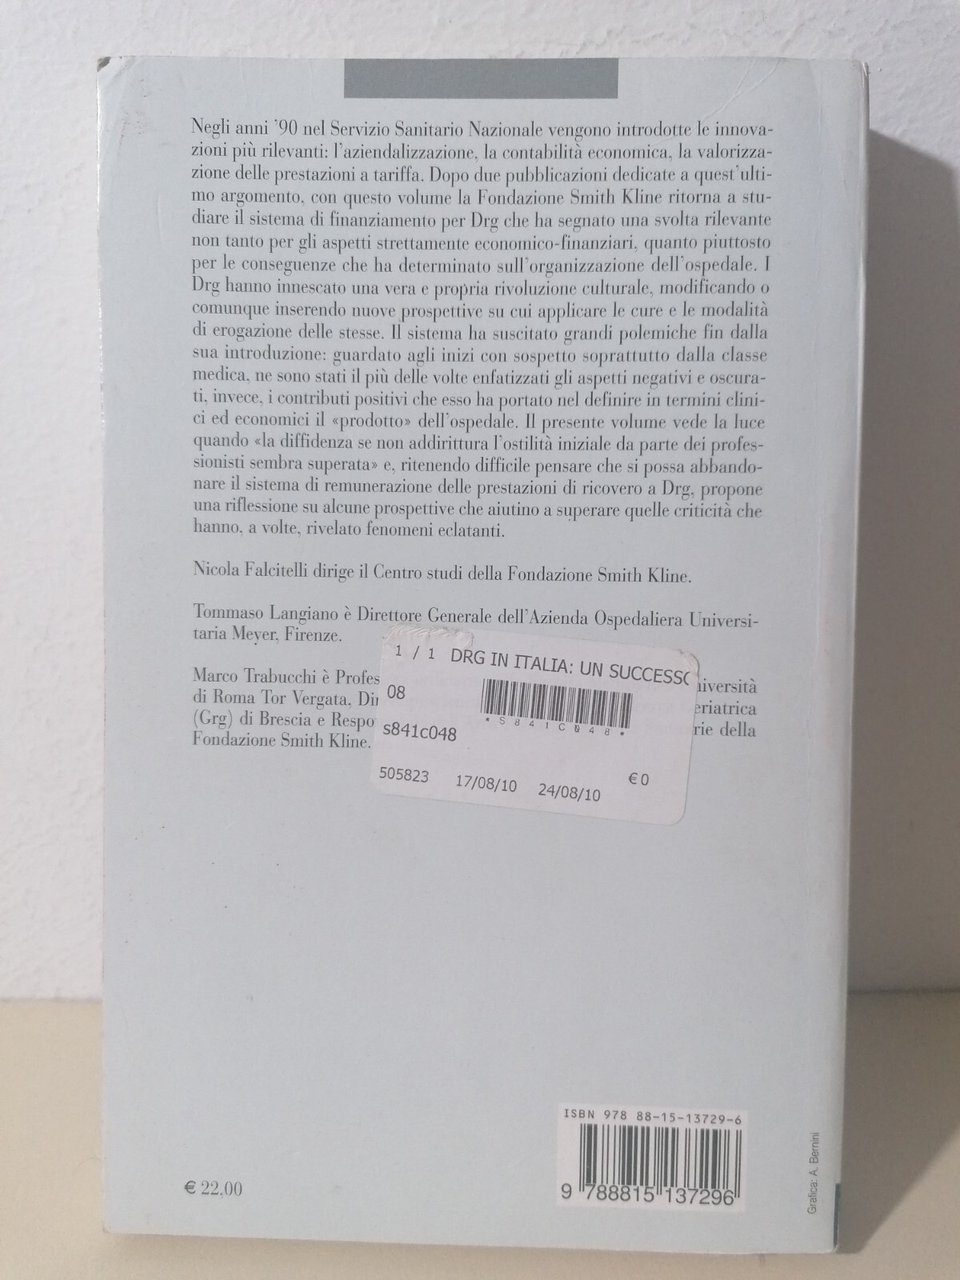 Negli anni '90 nel Servizio Sanitario Nazionale vengono introdotte le innova-
zioni più rilevanti: l'aziendalizzazione, la contabilità economica, la valorizza-
zione delle prestazioni a tariffa. Dopo due pubblicazioni dedicate a quest'ulti-
mo argomento, con questo volume la Fondazione Smith Kline ritorna a stu-
diare il sistema di finanziamento per Drg che ha segnato una svolta rilevante
non tanto per gli aspetti strettamente economico-finanziari, quanto piuttosto
per le conseguenze che ha determinato sull'organizzazione dell'ospedale. I
Drg hanno innescato una vera e propria rivoluzione culturale, modificando o
comunque inserendo nuove prospettive su cui applicare le cure e le modalità
di erogazione delle stesse. Il sistema ha suscitato grandi polemiche fin dalla
sua introduzione: guardato agli inizi con sospetto soprattutto dalla classe
medica, ne sono stati il più delle volte enfatizzati gli aspetti negativi e oscura-
ti, invece, i contributi positivi che esso ha portato nel definire in termini clini-
ci ed economici il «prodotto» dell'ospedale. Il presente volume vede la luce
quando «la diffidenza se non addirittura l'ostilità iniziale da parte dei profes-
sionisti sembra superata» e, ritenendo difficile pensare che si possa abbando-
nare il sistema di remunerazione delle prestazioni di ricovero a Drg, propone
una riflessione su alcune prospettive che aiutino a superare quelle criticità che
hanno, a volte, rivelato fenomeni eclatanti.
Nicola Falcitelli dirige il Centro studi della Fondazione Smith Kline.
Tommaso Langiano è Direttore Generale dell'Azienda Ospedaliera Universi-
taria Meyer, Firenze.
Marco Trabucchi è Profes iversità
di Roma Tor Vergata, Dir eriatrica
(Grg) di Brescia e Respo rie della
Fondazione Smith Kline.
1 / 1 DRG IN ITALIA: UN SUCCESSO
08
*S841C048*
s841c048
505823 17/08/10 24/08/10 € 0
ISBN 978 88-15-13729-6
9 788815 137296
€ 22,00
Grafica: A. Bernini